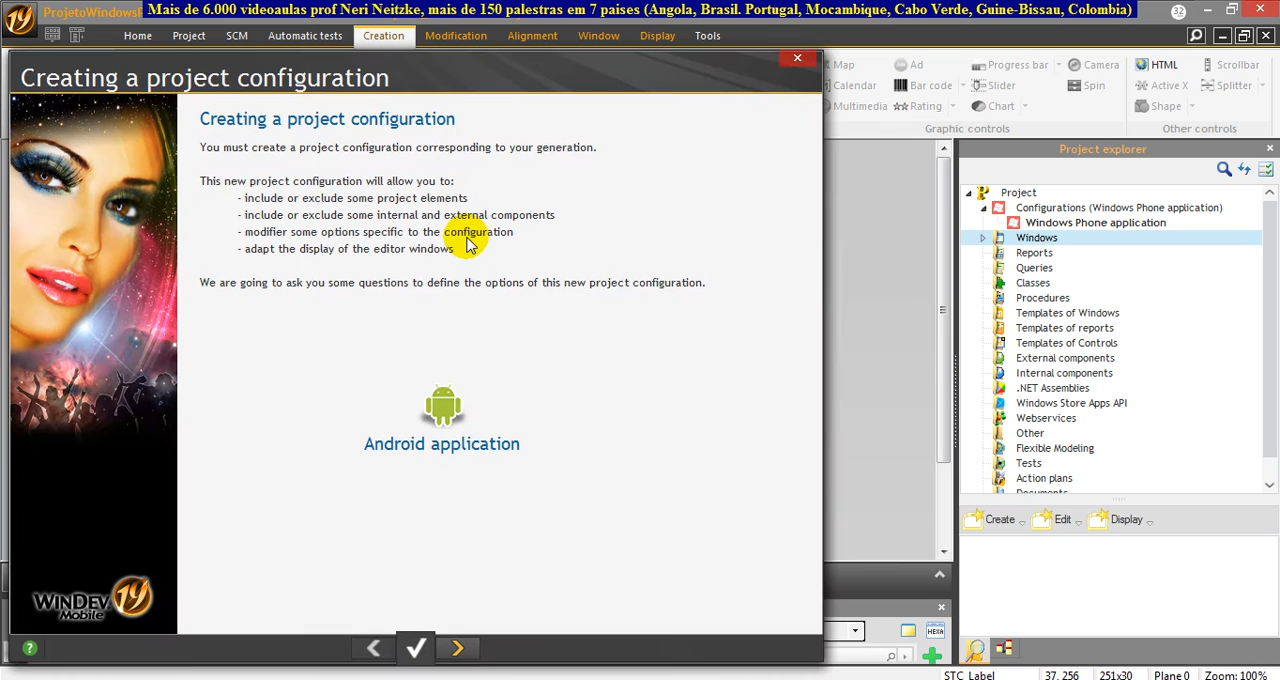 Mais de 6.000 videoaulas prof Neri Neitzke, mais de 150 palestras em 7 paises (Angola, Brasil. Portugal, Mocambique, Cabo Verde, Guine-Bissau, Colombia)
19
ProjetoWindowsP
32
Home Project SCM Automatic tests Creation Modification Alignment Window Display Tools
Creating a project configuration
Map Ad Progress bar Camera HTML Scrollbar
Calendar Bar code Slider Spin Active X Splitter
Multimedia Rating Chart Shape
Graphic controls Other controls
Creating a project configuration
You must create a project configuration corresponding to your generation.
This new project configuration will allow you to:
- include or exclude some project elements
- include or exclude some internal and external components
- modifier some options specific to the configuration
- adapt the display of the editor windows
We are going to ask you some questions to define the options of this new project configuration.
Android application
WINDEV 19
Mobile
Project explorer
Project
Configurations (Windows Phone application)
Windows Phone application
Windows
Reports
Queries
Classes
Procedures
Templates of Windows
Templates of reports
Templates of Controls
External components
Internal components
.NET Assemblies
Windows Store Apps API
Webservices
Other
Flexible Modeling
Tests
Action plans
Documents
Create Edit Display
HEXA
STC_Label 37, 256 251x30 Plane 0 Zoom: 100%